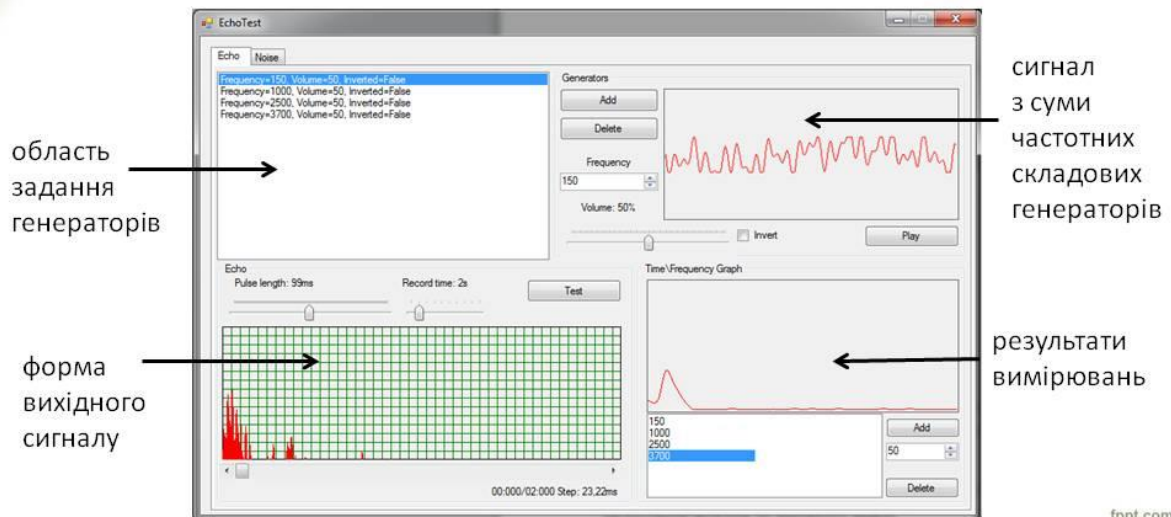 EchoTest
Echo
Noise
Frequency=150, Volume=50, Inverted=False
Frequency=1000, Volume=50, Inverted=False
Frequency=2500, Volume=50, Inverted=False
Frequency=3700, Volume=50, Inverted=False
Generators
Add
Delete
Frequency
150
Volume: 50%
Invert
Play
сигнал
з суми
частотних
складових
генераторів
область
задання
генераторів
Echo
Pulse length: 99ms
Record time: 2s
Test
Time\Frequency Graph
форма
вихідного
сигналу
результати
вимірювань
150
1000
2500
3700
Add
50
Delete
00:000/02:000 Step: 23,22ms
fppt.com